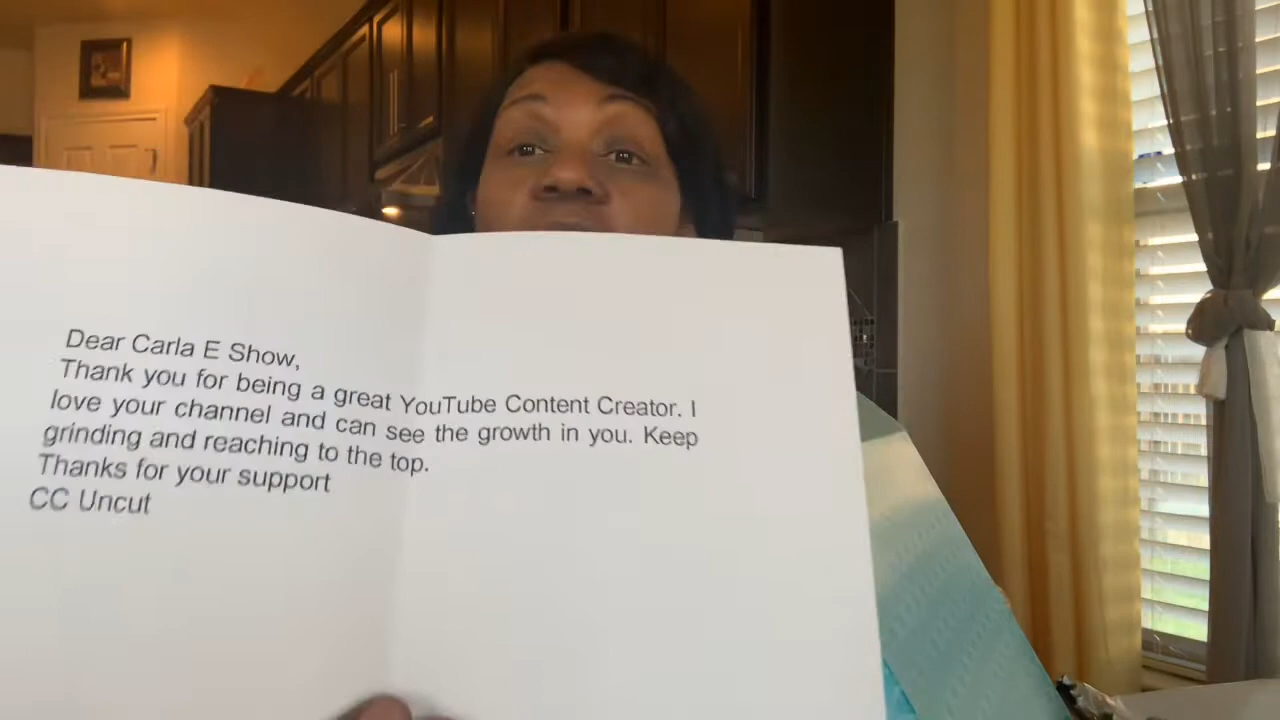 Dear Carla E Show,
Thank you for being a great YouTube Content Creator. I
love your channel and can see the growth in you. Keep
grinding and reaching to the top.
Thanks for your support
CC Uncut